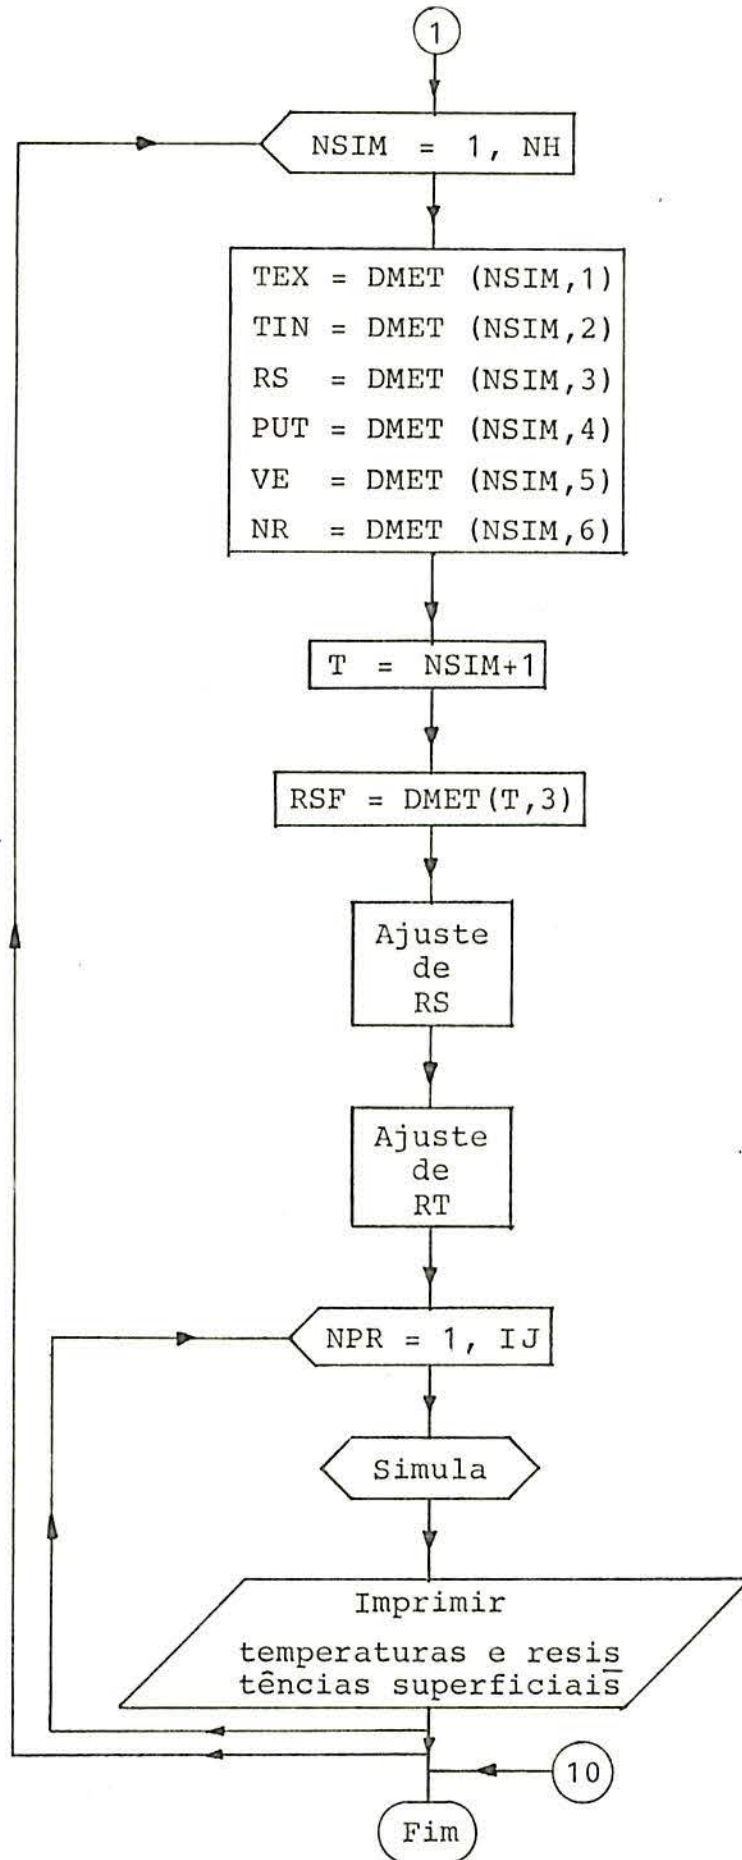 1
NSIM = 1, NH
TEX = DMET (NSIM,1)
TIN = DMET (NSIM,2)
RS = DMET (NSIM,3)
PUT = DMET (NSIM,4)
VE = DMET (NSIM,5)
NR = DMET (NSIM,6)
T = NSIM+1
RSF = DMET(T,3)
Ajuste
de
RS
Ajuste
de
RT
NPR = 1, IJ
Simula
Imprimir
temperaturas e resis
tências superficiais
10
Fim